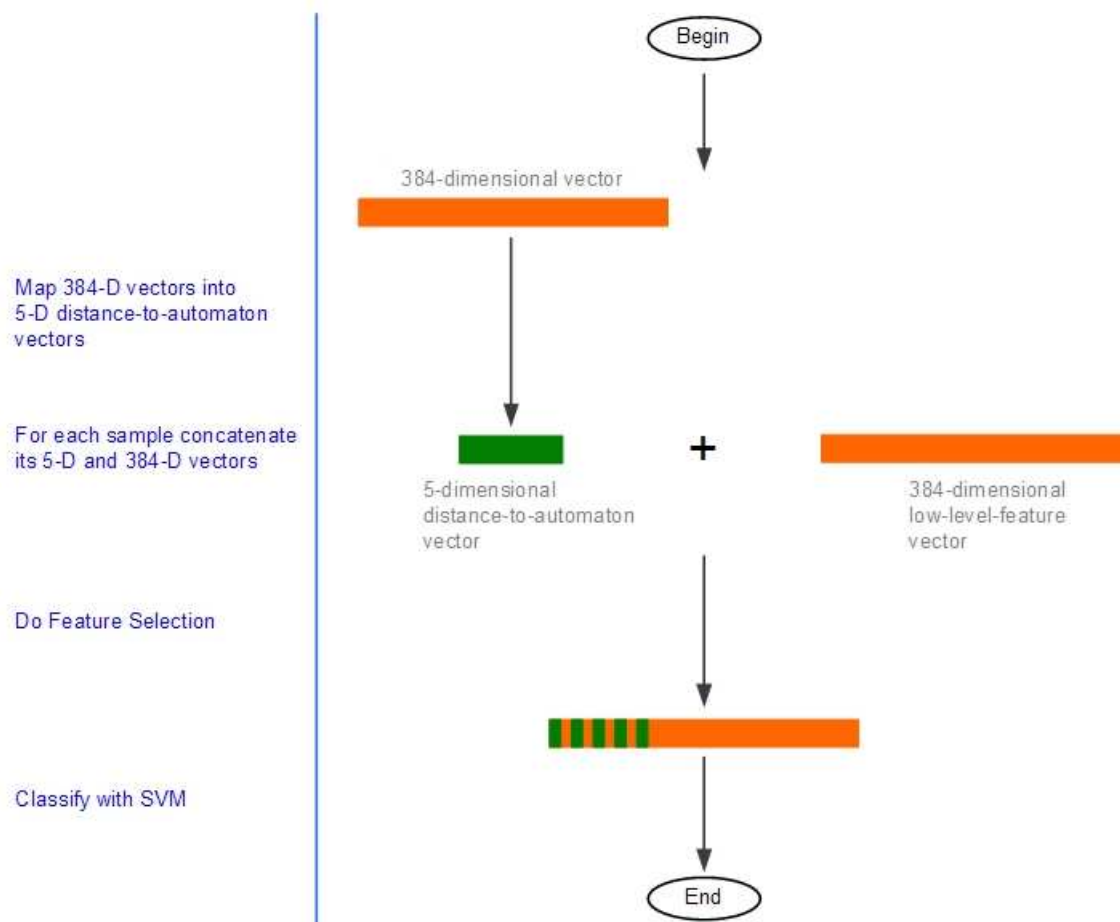 Begin
384-dimensional vector
Map 384-D vectors into
5-D distance-to-automaton
vectors
For each sample concatenate
its 5-D and 384-D vectors
+
5-dimensional
distance-to-automaton
vector
384-dimensional
low-level-feature
vector
Do Feature Selection
Classify with SVM
End